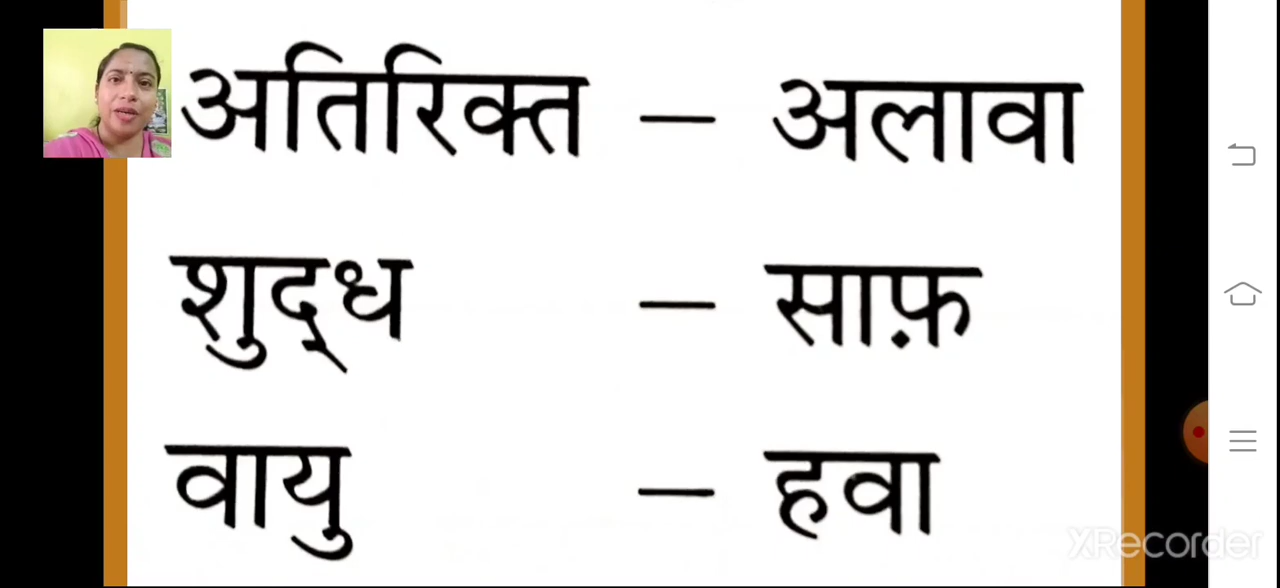 अतिरिक्त – अलावा
शुद्ध – साफ़
वायु – हवा
XRecorder